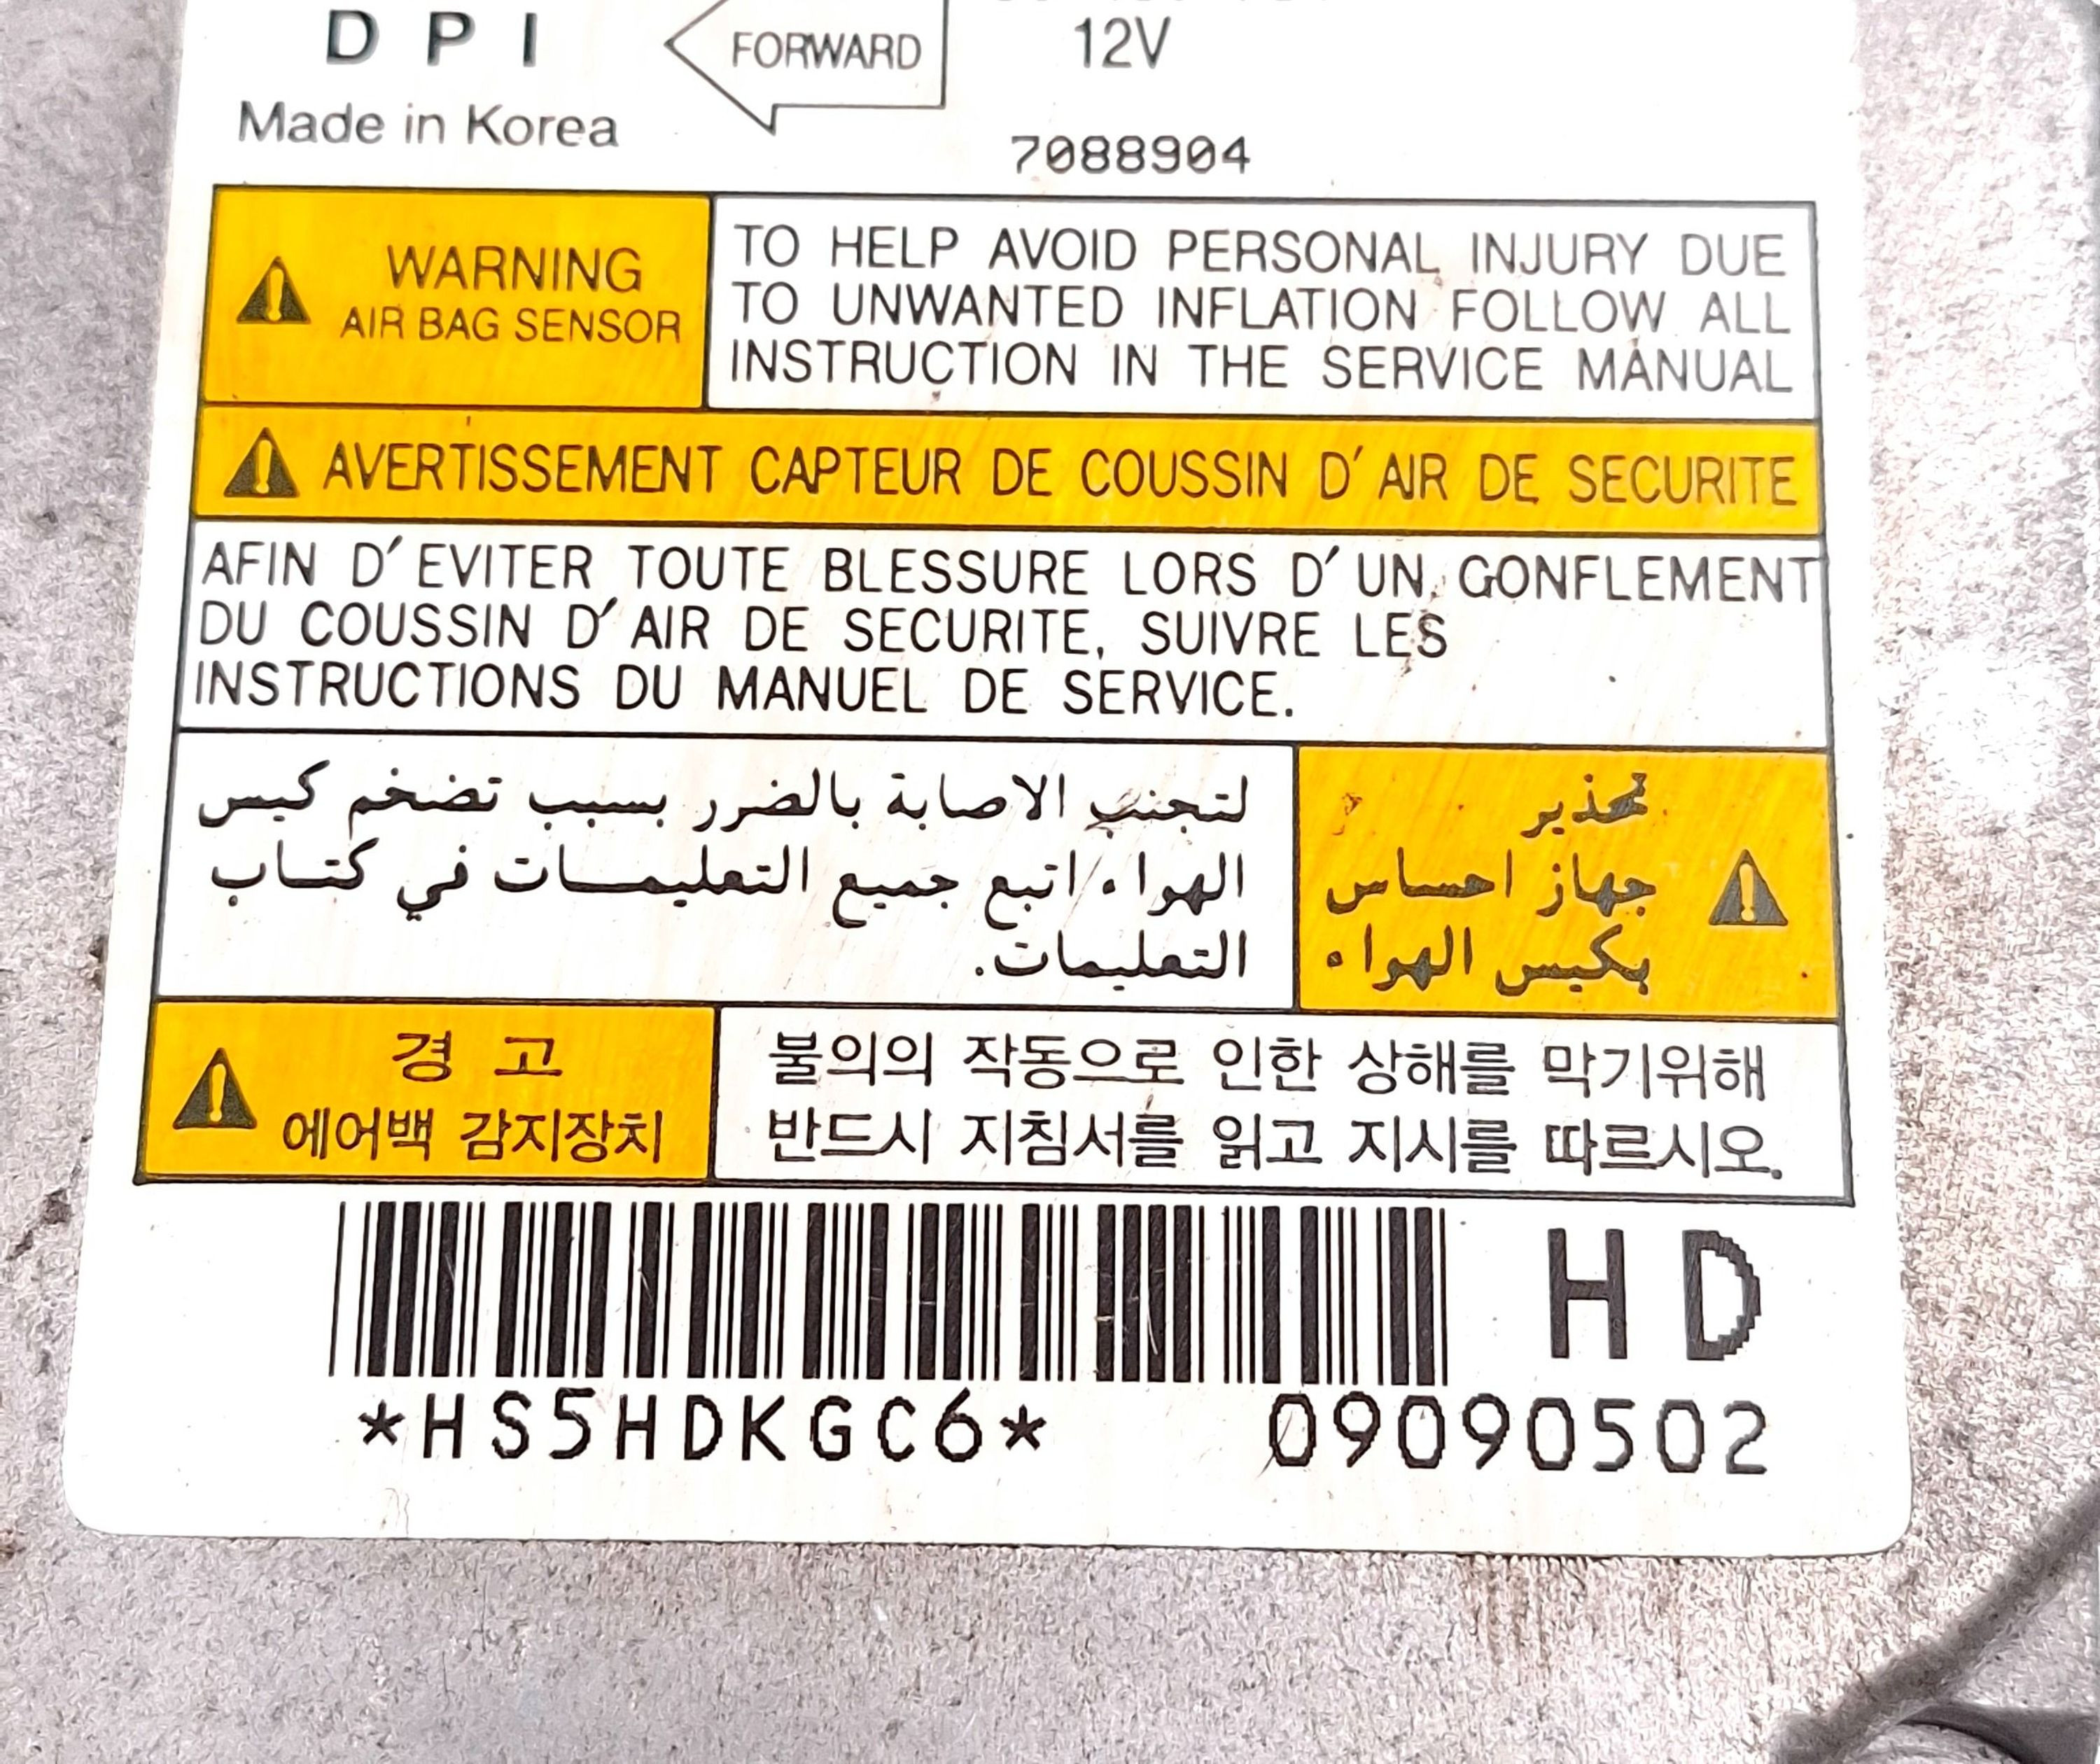 D P I
FORWARD
12V
Made in Korea
7088904
WARNING
AIR BAG SENSOR
TO HELP AVOID PERSONAL INJURY DUE
TO UNWANTED INFLATION FOLLOW ALL
INSTRUCTION IN THE SERVICE MANUAL
AVERTISSEMENT CAPTEUR DE COUSSIN D'AIR DE SECURITE
AFIN D'EVITER TOUTE BLESSURE LORS D'UN GONFLEMENT
DU COUSSIN D'AIR DE SECURITE, SUIVRE LES
INSTRUCTIONS DU MANUEL DE SERVICE.
تحذير
جهاز احساس
بكيس الهواء
لتجنب الاصابة بالضرر بسبب تضخم كيس
الهواء اتبع جميع التعليمات في كتاب
التعليمات.
경 고
에어백 감지장치
불의의 작동으로 인한 상해를 막기위해
반드시 지침서를 읽고 지시를 따르시오.
HD
*HS5HDKGC6* 09090502